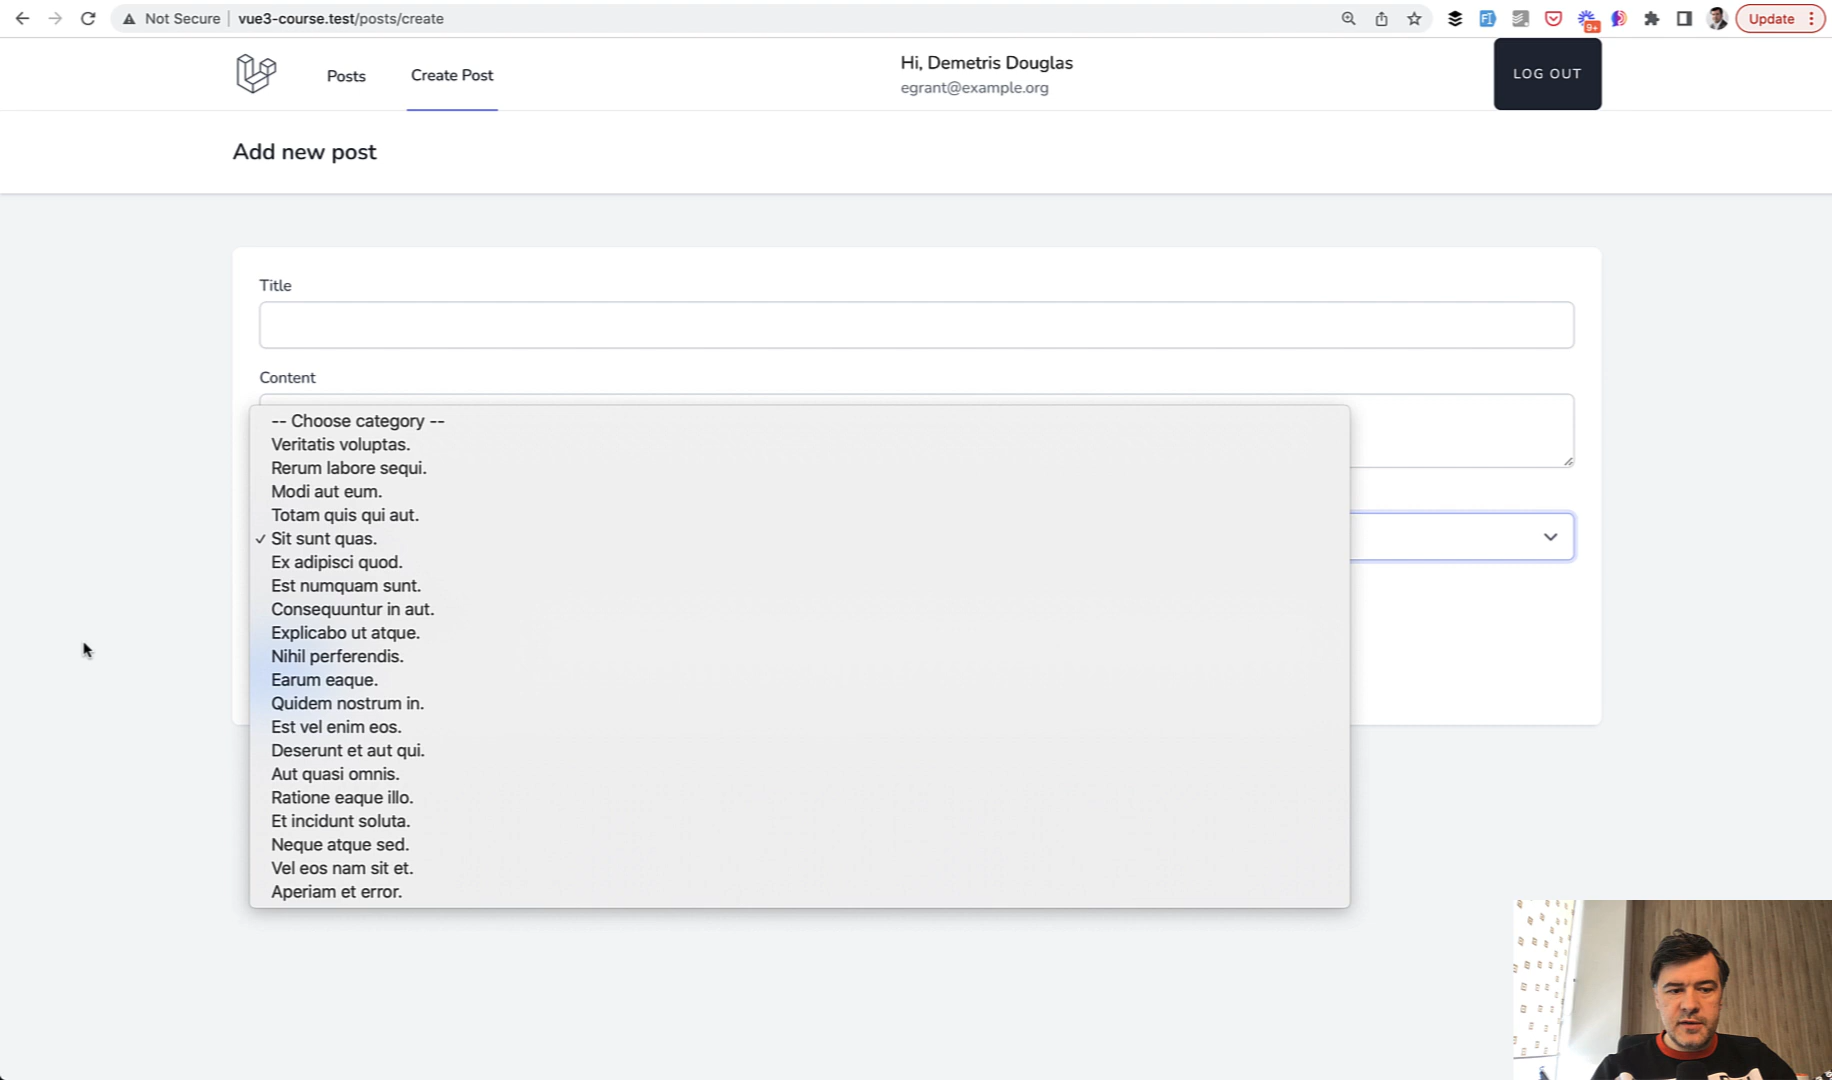 Not Secure | vue3-course.test/posts/create
9+
Update
Posts
Create Post
Hi, Demetris Douglas
egrant@example.org
LOG OUT
Add new post
Title
Content
-- Choose category --
Veritatis voluptas.
Rerum labore sequi.
Modi aut eum.
Totam quis qui aut.
✓ Sit sunt quas.
Ex adipisci quod.
Est numquam sunt.
Consequuntur in aut.
Explicabo ut atque.
Nihil perferendis.
Earum eaque.
Quidem nostrum in.
Est vel enim eos.
Deserunt et aut qui.
Aut quasi omnis.
Ratione eaque illo.
Et incidunt soluta.
Neque atque sed.
Vel eos nam sit et.
Aperiam et error.